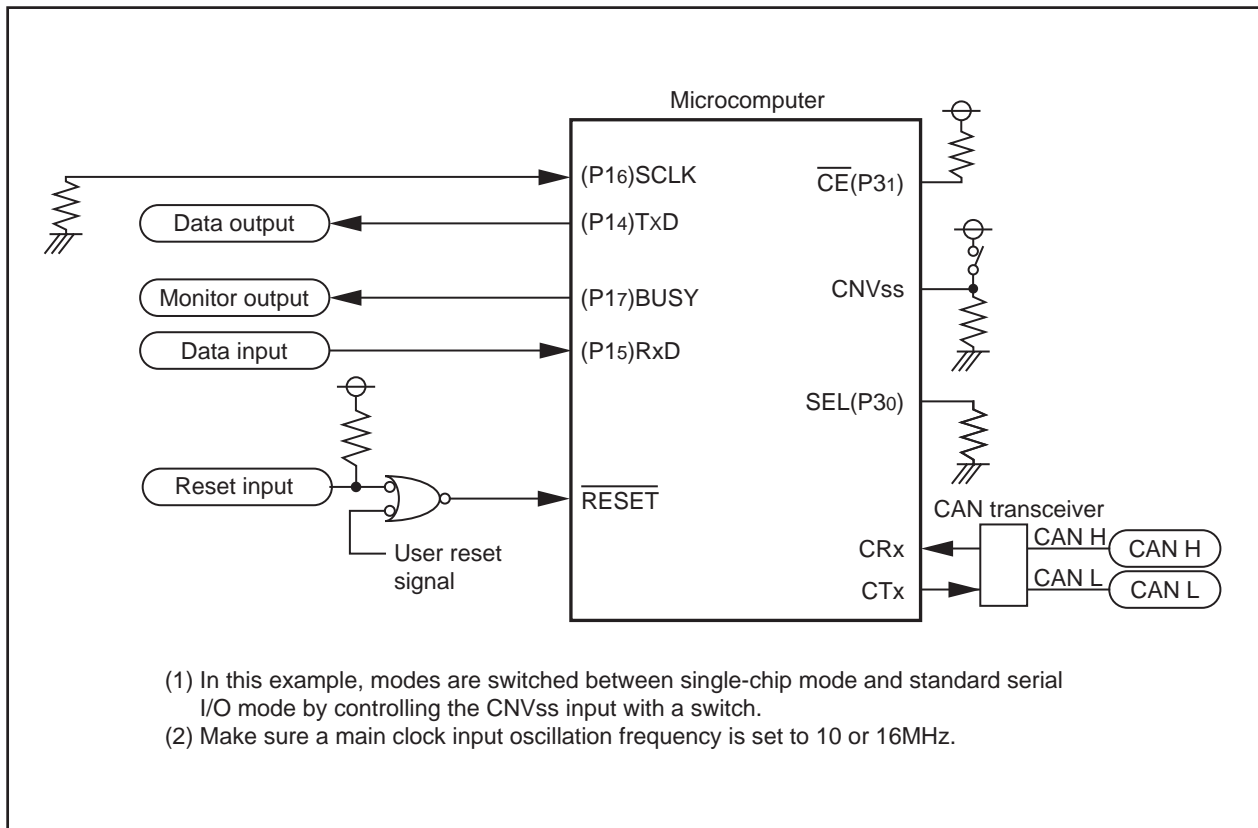 Microcomputer
(P16)SCLK
CE(P31)
Data output
(P14)TxD
Monitor output
(P17)BUSY
CNVss
Data input
(P15)RxD
SEL(P30)
Reset input
RESET
User reset
signal
CAN transceiver
CRx
CAN H
CAN H
CTx
CAN L
CAN L
(1) In this example, modes are switched between single-chip mode and standard serial
I/O mode by controlling the CNVss input with a switch.
(2) Make sure a main clock input oscillation frequency is set to 10 or 16MHz.